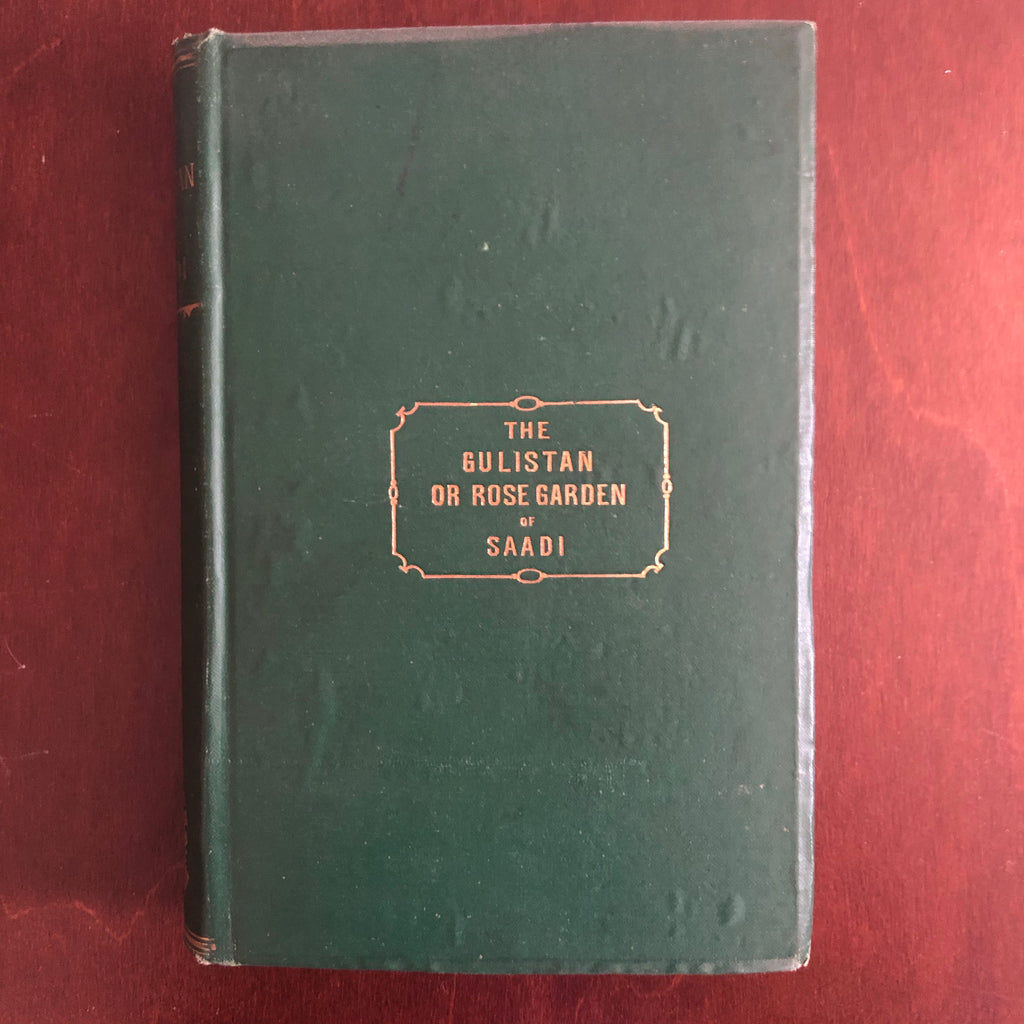 THE
GULISTAN
OR ROSE GARDEN
OF
SAADI